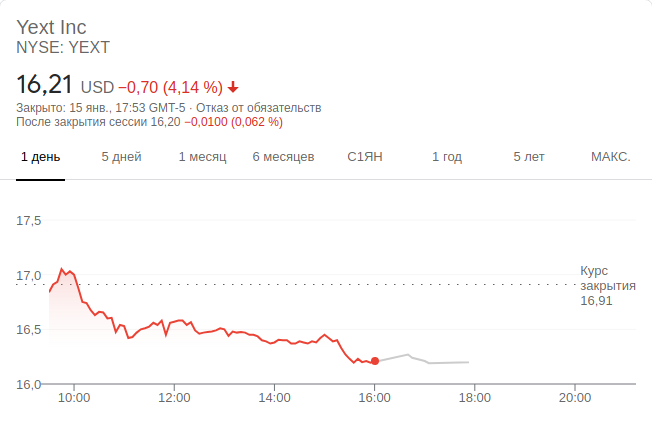 Yext Inc
NYSE: YEXT
16,21 USD −0,70 (4,14 %)
Закрыто: 15 янв., 17:53 GMT-5 · Отказ от обязательств
После закрытия сессии 16,20 −0,0100 (0,062 %)
1 день 5 дней 1 месяц 6 месяцев С1ЯН 1 год 5 лет МАКС.
17,5
17,0
Курс
закрытия
16,91
16,5
16,0
10:00 12:00 14:00 16:00 18:00 20:00